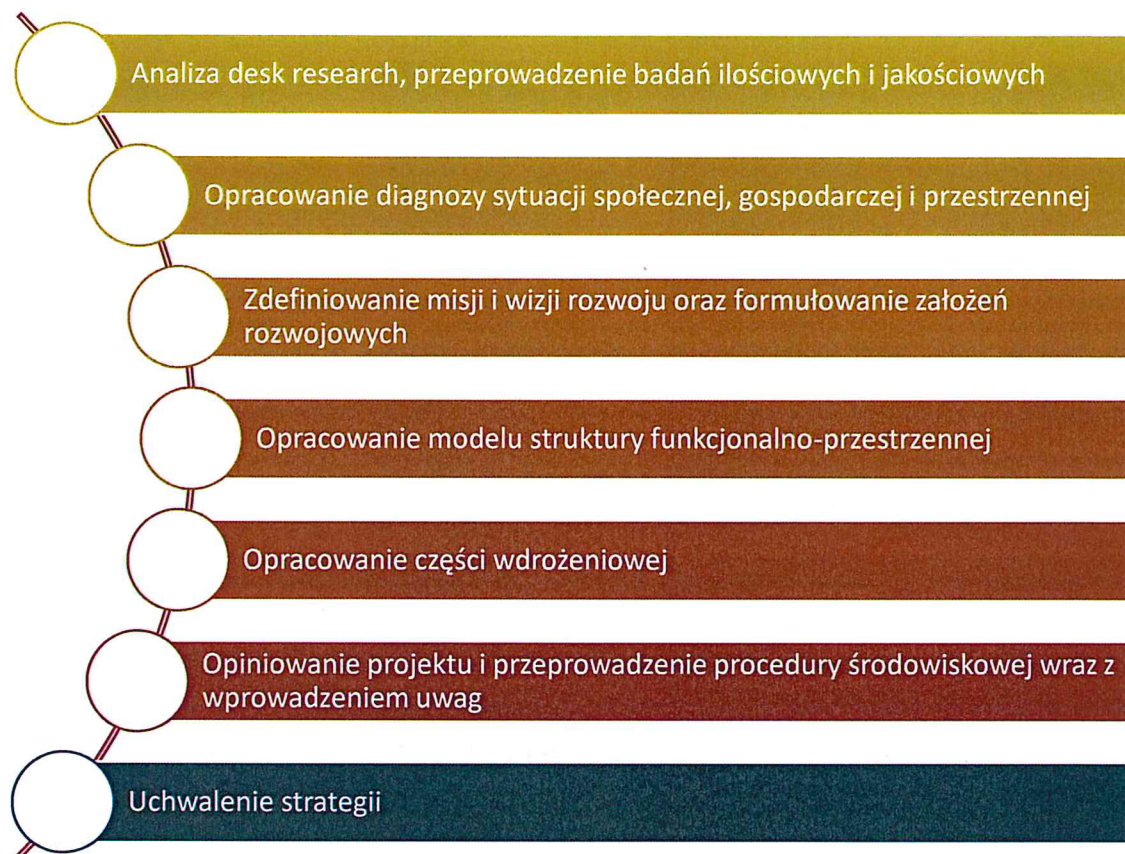 Analiza desk research, przeprowadzenie badań ilościowych i jakościowych
Opracowanie diagnozy sytuacji społecznej, gospodarczej i przestrzennej
Zdefiniowanie misji i wizji rozwoju oraz formułowanie założeń
rozwojowych
Opracowanie modelu struktury funkcjonalno-przestrzennej
Opracowanie części wdrożeniowej
Opiniowanie projektu i przeprowadzenie procedury środowiskowej wraz z
wprowadzeniem uwag
Uchwalenie strategii